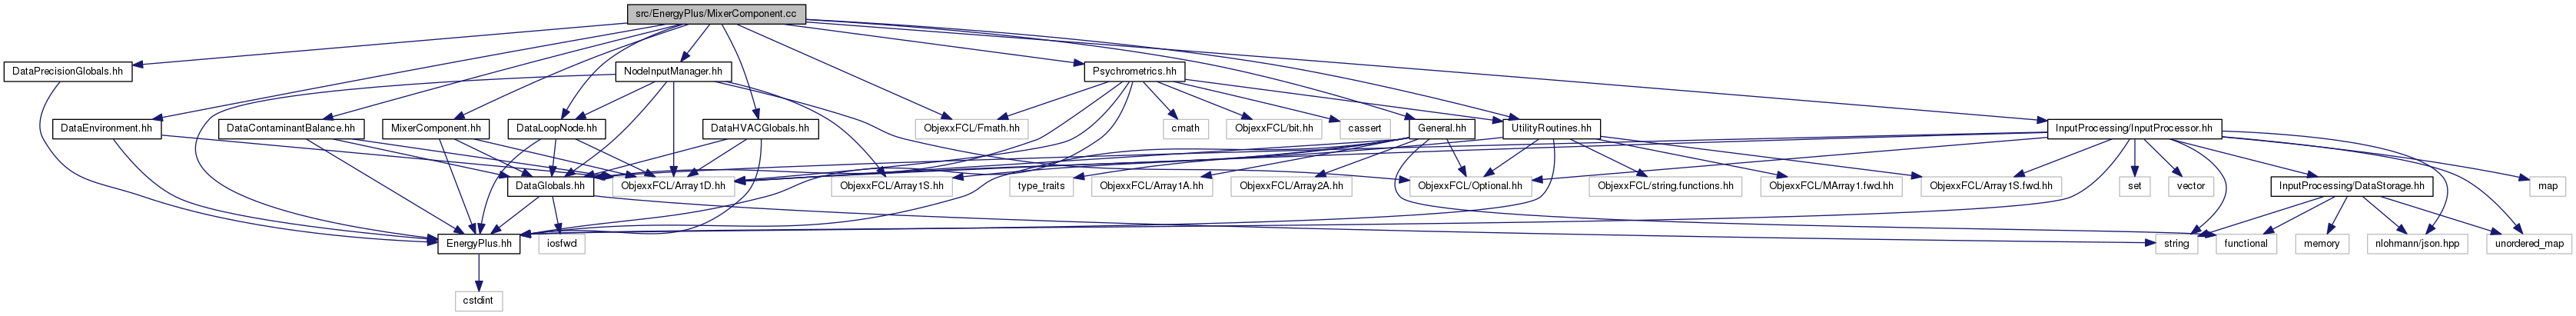 src/EnergyPlus/MixerComponent.cc
DataPrecisionGlobals.hh
NodeInputManager.hh
Psychrometrics.hh
DataEnvironment.hh
DataContaminantBalance.hh
MixerComponent.hh
DataLoopNode.hh
DataHVACGlobals.hh
ObjexxFCL/Fmath.hh
cmath
ObjexxFCL/bit.hh
cassert
General.hh
UtilityRoutines.hh
InputProcessing/InputProcessor.hh
DataGlobals.hh
ObjexxFCL/Array1D.hh
ObjexxFCL/Array1S.hh
type_traits
ObjexxFCL/Array1A.hh
ObjexxFCL/Array2A.hh
ObjexxFCL/Optional.hh
ObjexxFCL/string.functions.hh
ObjexxFCL/MArray1.fwd.hh
ObjexxFCL/Array1S.fwd.hh
set
vector
InputProcessing/DataStorage.hh
map
EnergyPlus.hh
iosfwd
string
functional
memory
nlohmann/json.hpp
unordered_map
cstdint